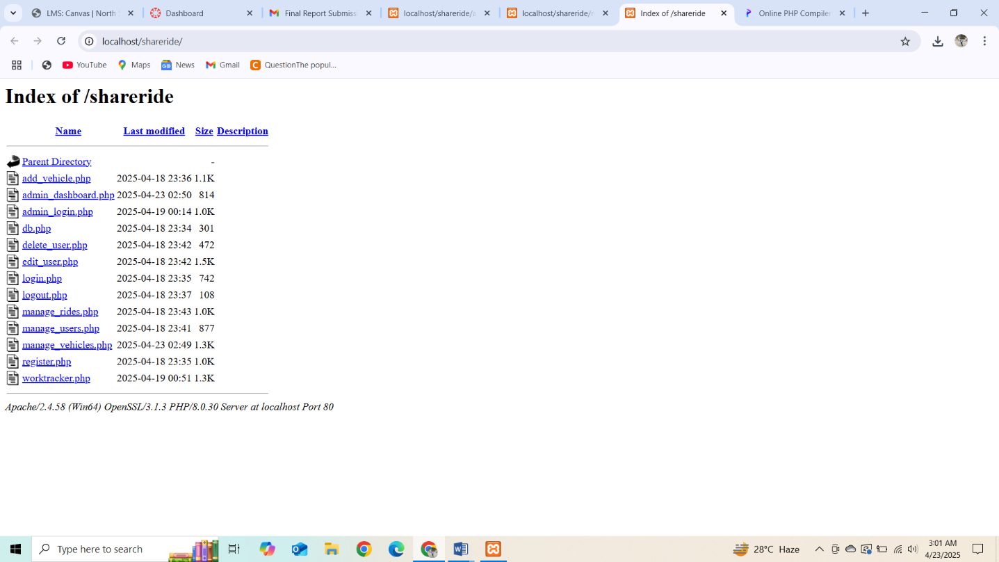 LMS: Canvas | North
Dashboard
Final Report Submiss
localhost/shareride/a
localhost/shareride/m
Index of /shareride
Online PHP Compiler
localhost/shareride/
YouTube
Maps
News
Gmail
QuestionThe popul...
Index of /shareride
Name Last modified Size Description
Parent Directory -
add_vehicle.php 2025-04-18 23:36 1.1K
admin_dashboard.php 2025-04-23 02:50 814
admin_login.php 2025-04-19 00:14 1.0K
db.php 2025-04-18 23:34 301
delete_user.php 2025-04-18 23:42 472
edit_user.php 2025-04-18 23:42 1.5K
login.php 2025-04-18 23:35 742
logout.php 2025-04-18 23:37 108
manage_rides.php 2025-04-18 23:43 1.0K
manage_users.php 2025-04-18 23:41 877
manage_vehicles.php 2025-04-23 02:49 1.3K
register.php 2025-04-18 23:35 1.0K
worktracker.php 2025-04-19 00:51 1.3K
Apache/2.4.58 (Win64) OpenSSL/3.1.3 PHP/8.0.30 Server at localhost Port 80
Type here to search
28°C Haze
3:01 AM
4/23/2025